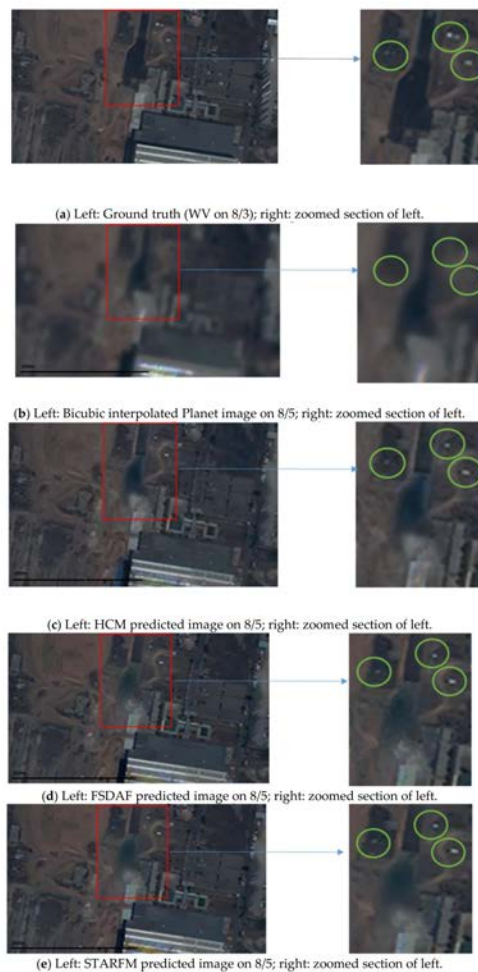 (a) Left: Ground truth (WV on 8/3); right: zoomed section of left.
(b) Left: Bicubic interpolated Planet image on 8/5; right: zoomed section of left.
(c) Left: HCM predicted image on 8/5; right: zoomed section of left.
(d) Left: FSDAF predicted image on 8/5; right: zoomed section of left.
(e) Left: STARFM predicted image on 8/5; right: zoomed section of left.